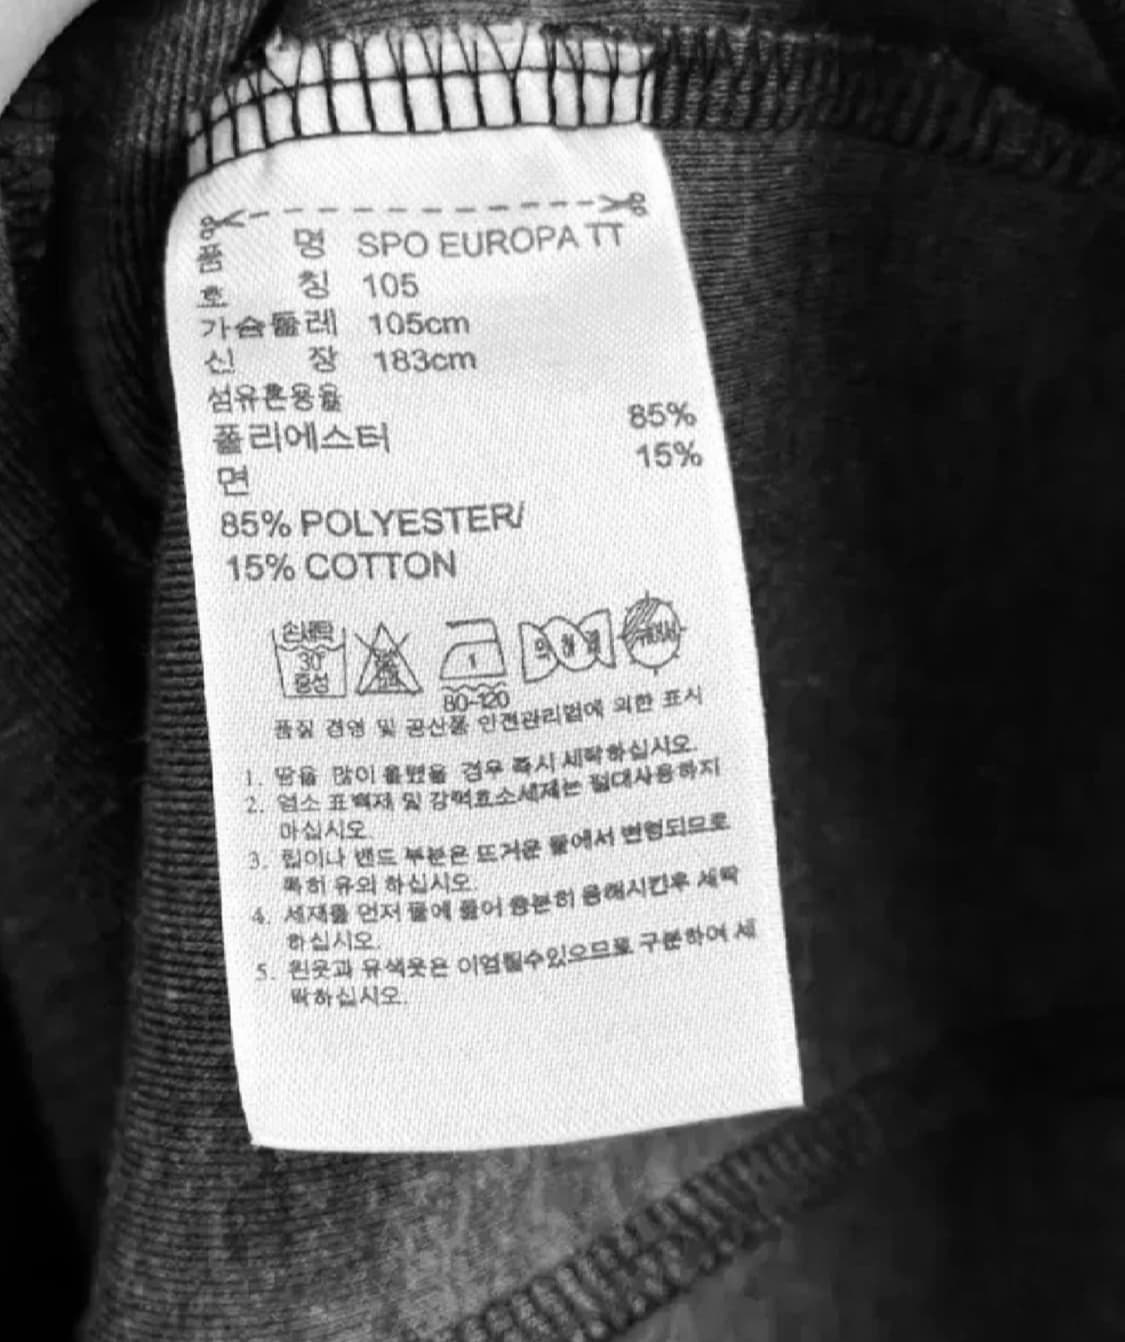 품 명 SPO EUROPA TT
호 칭 105
가슴둘레 105cm
신 장 183cm
섬유혼용율
폴리에스터 85%
면 15%
85% POLYESTER/
15% COTTON
손세탁
30°
중성
1
80-120
품질 경영 및 공산품 안전관리법에 의한 표시
1. 땀을 많이 흘렸을 경우 즉시 세탁하십시오.
2. 염소 표백재 및 강력효소세제는 절대사용하지
마십시오.
3. 립이나 밴드 부분은 뜨거운 물에서 변형되므로
특히 유의 하십시오.
4. 세재를 먼저 물에 풀어 충분히 용해시킨후 세탁
하십시오.
5. 흰옷과 유색옷은 이염될수있으므로 구분하여 세
탁하십시오.